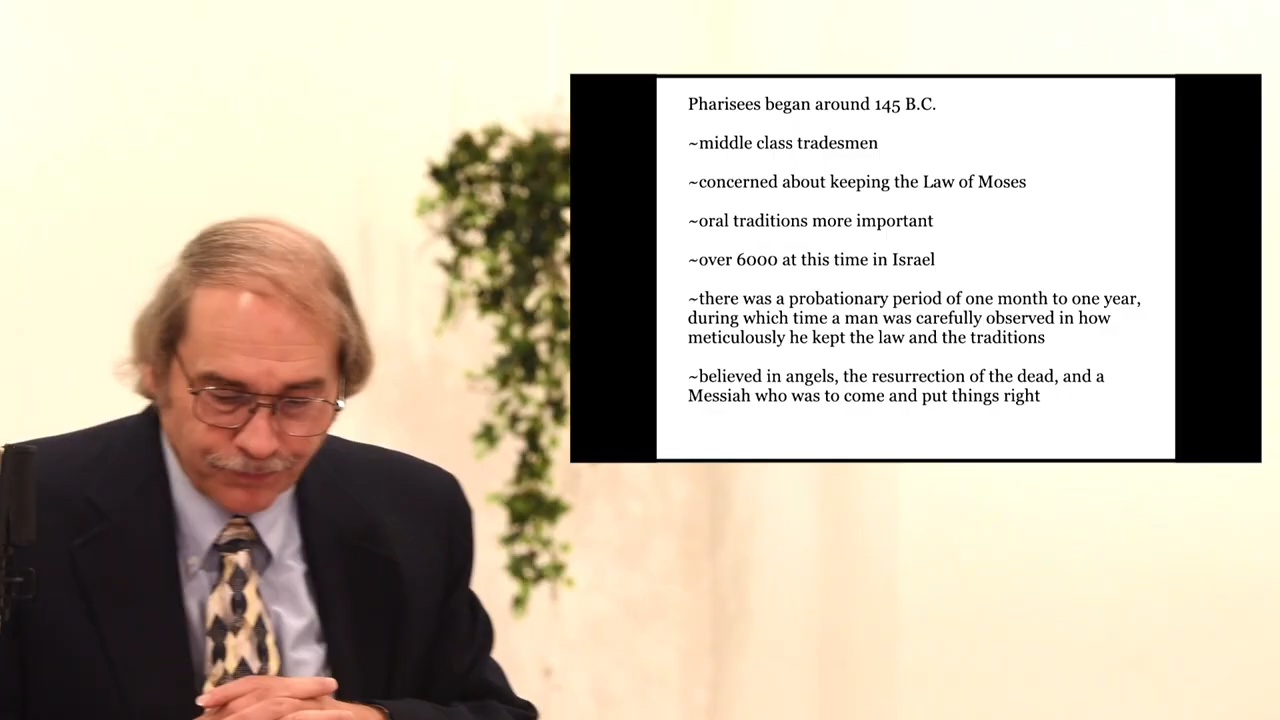 Pharisees began around 145 B.C.
~middle class tradesmen
~concerned about keeping the Law of Moses
~oral traditions more important
~over 6000 at this time in Israel
~there was a probationary period of one month to one year,
during which time a man was carefully observed in how
meticulously he kept the law and the traditions
~believed in angels, the resurrection of the dead, and a
Messiah who was to come and put things right